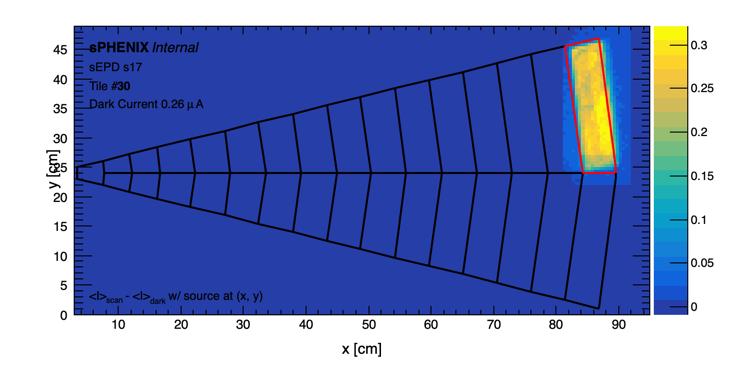 sPHENIX Internal
sEPD s17
Tile #30
Dark Current 0.26 μA
<I>scan - <I>dark w/ source at (x, y)
y [cm]
45
40
35
30
25
20
15
10
5
0
10 20 30 40 50 60 70 80 90
x [cm]
0.3
0.25
0.2
0.15
0.1
0.05
0